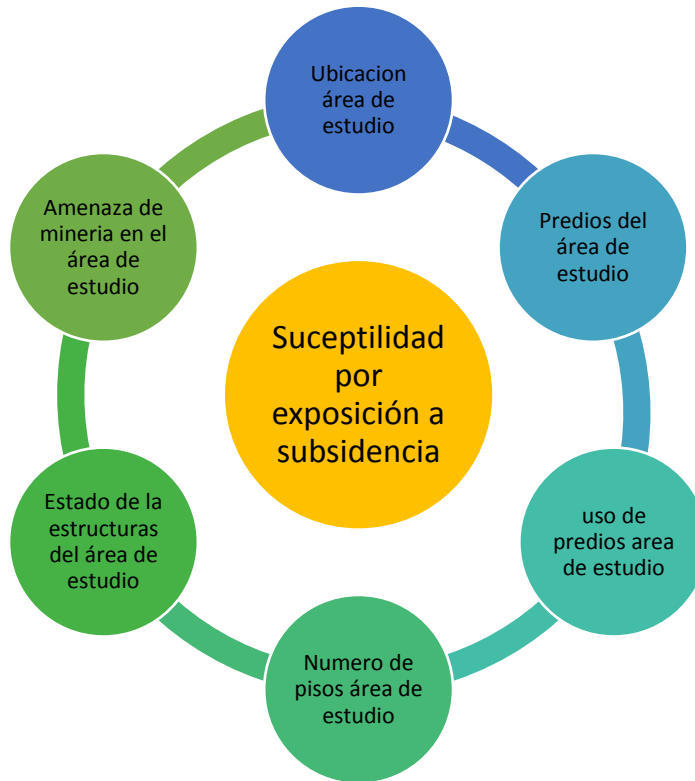 Ubicacion
área de
estudio
Predios del
área de
estudio
uso de
predios area
de estudio
Numero de
pisos área de
estudio
Estado de la
estructuras
del área de
estudio
Amenaza de
mineria en el
área de
estudio
Suceptilidad
por
exposición a
subsidencia